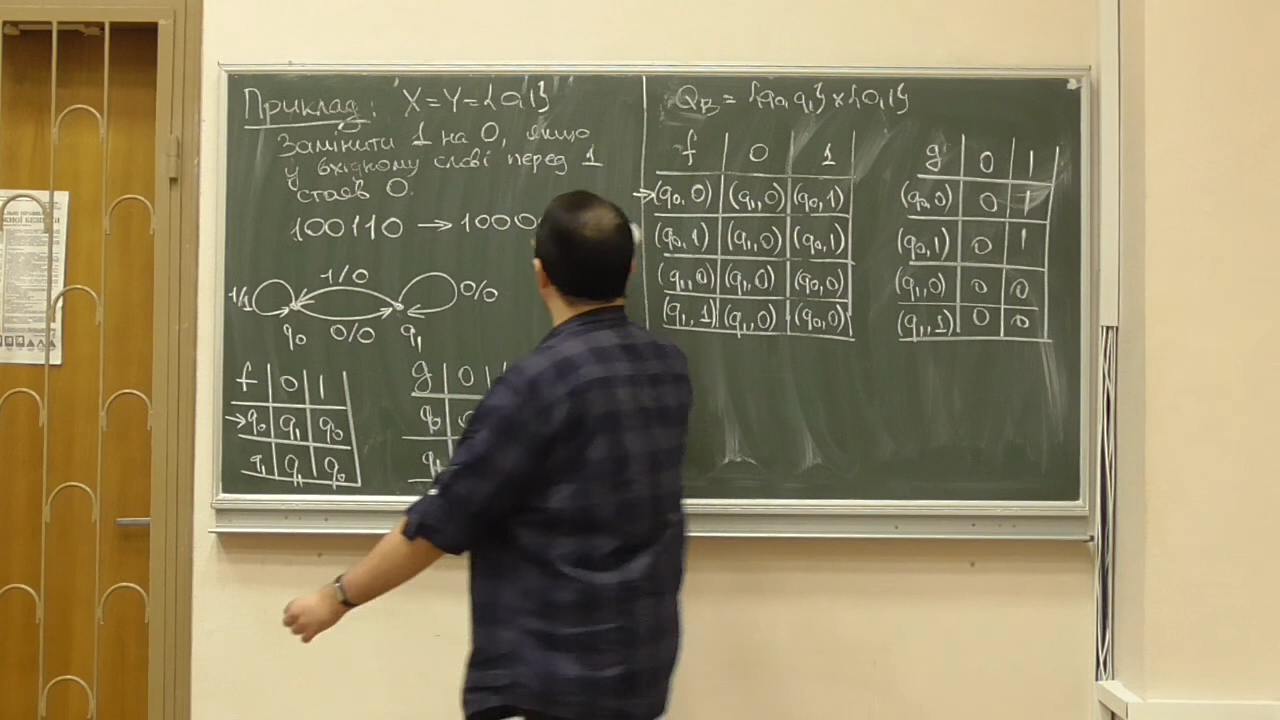 Приклад: X=Y={0,1}
Замінити 1 на 0, якщо
у вхідному слові перед 1
стояв 0.
100110 → 1000
1/0
1/1 0/0
q₀ 0/0 q₁
f 0 1
→q₀ q₁ q₀
q₁ q₁ q₀
g 0
q₀
q₁
Q_B = {q₀,q₁}×{0,1}
f 0 1
→(q₀,0) (q₁,0) (q₀,1)
(q₀,1) (q₁,0) (q₀,1)
(q₁,0) (q₁,0) (q₀,0)
(q₁,1) (q₁,0) (q₀,0)
g 0 1
(q₀,0) 0 1
(q₀,1) 0 1
(q₁,0) 0 0
(q₁,1) 0 0